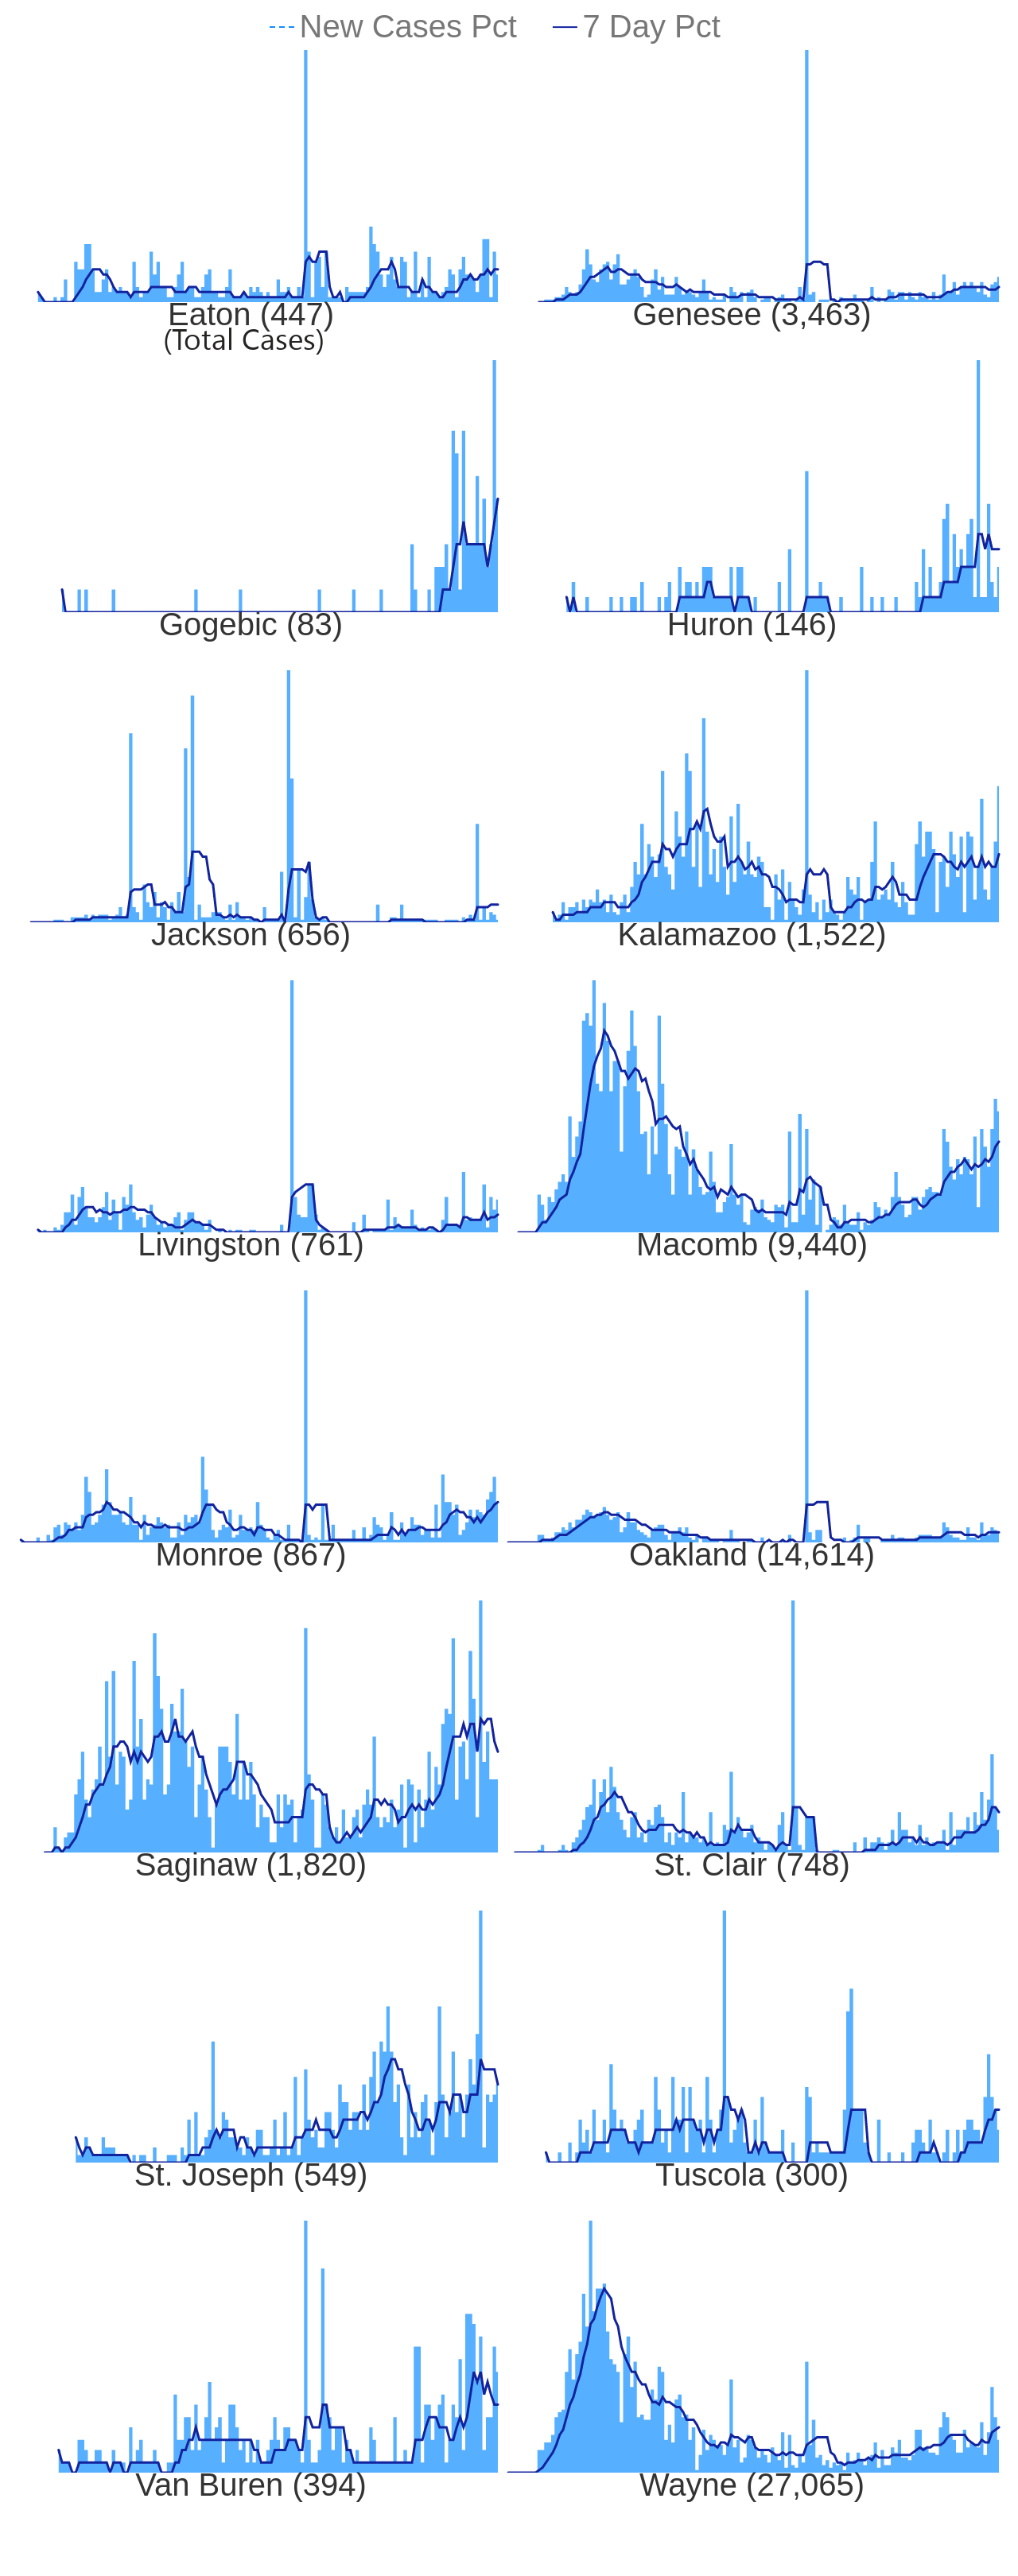 New Cases Pct 7 Day Pct
Eaton (447) Genesee (3,463)
(Total Cases)
Gogebic (83) Huron (146)
Jackson (656) Kalamazoo (1,522)
Livingston (761) Macomb (9,440)
Monroe (867) Oakland (14,614)
Saginaw (1,820) St. Clair (748)
St. Joseph (549) Tuscola (300)
Van Buren (394) Wayne (27,065)